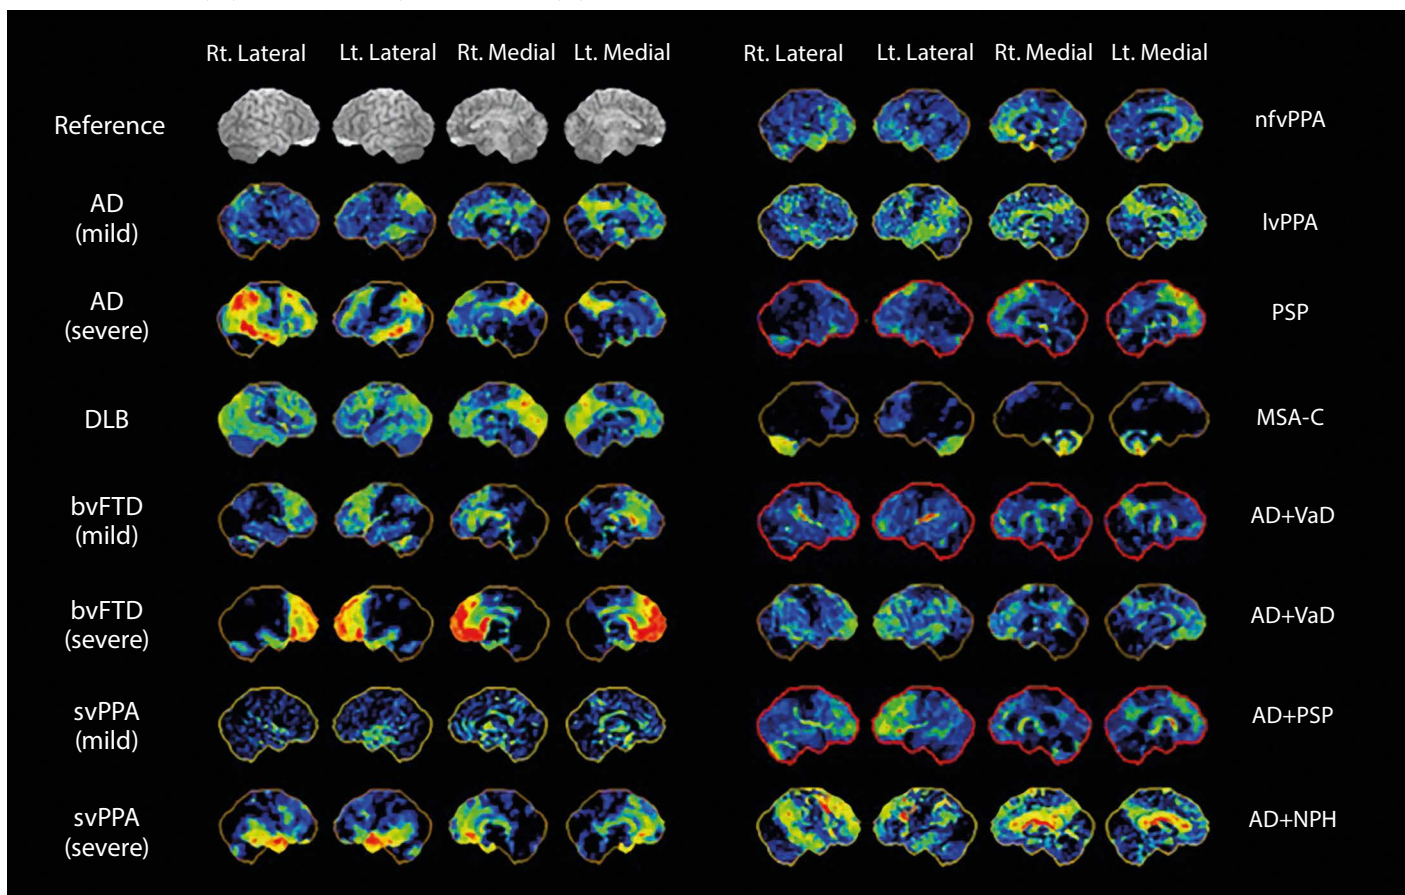 Rt. Lateral Lt. Lateral Rt. Medial Lt. Medial
Reference
AD
(mild)
AD
(severe)
DLB
bvFTD
(mild)
bvFTD
(severe)
svPPA
(mild)
svPPA
(severe)
Rt. Lateral Lt. Lateral Rt. Medial Lt. Medial
nfvPPA
lvPPA
PSP
MSA-C
AD+VaD
AD+VaD
AD+PSP
AD+NPH